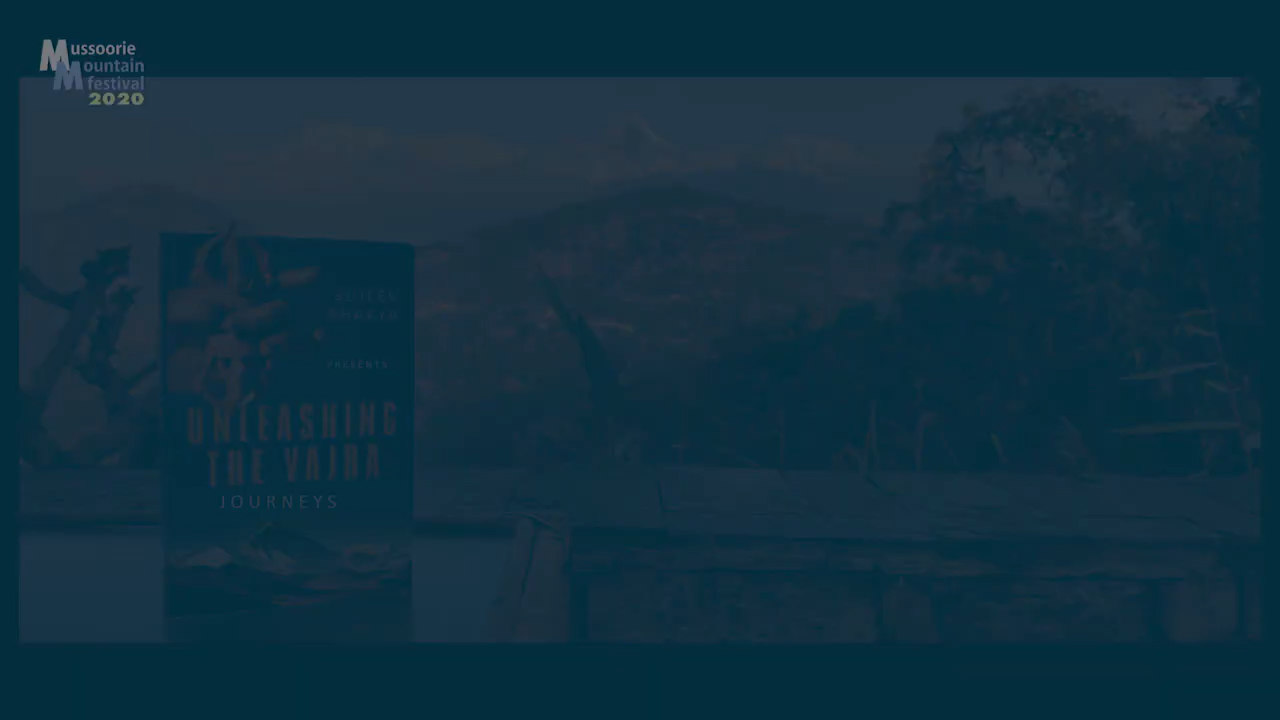 Mussoorie
Mountain
festival
2020
PRESENTS
UNLEASHING
THE VAJRA
JOURNEYS